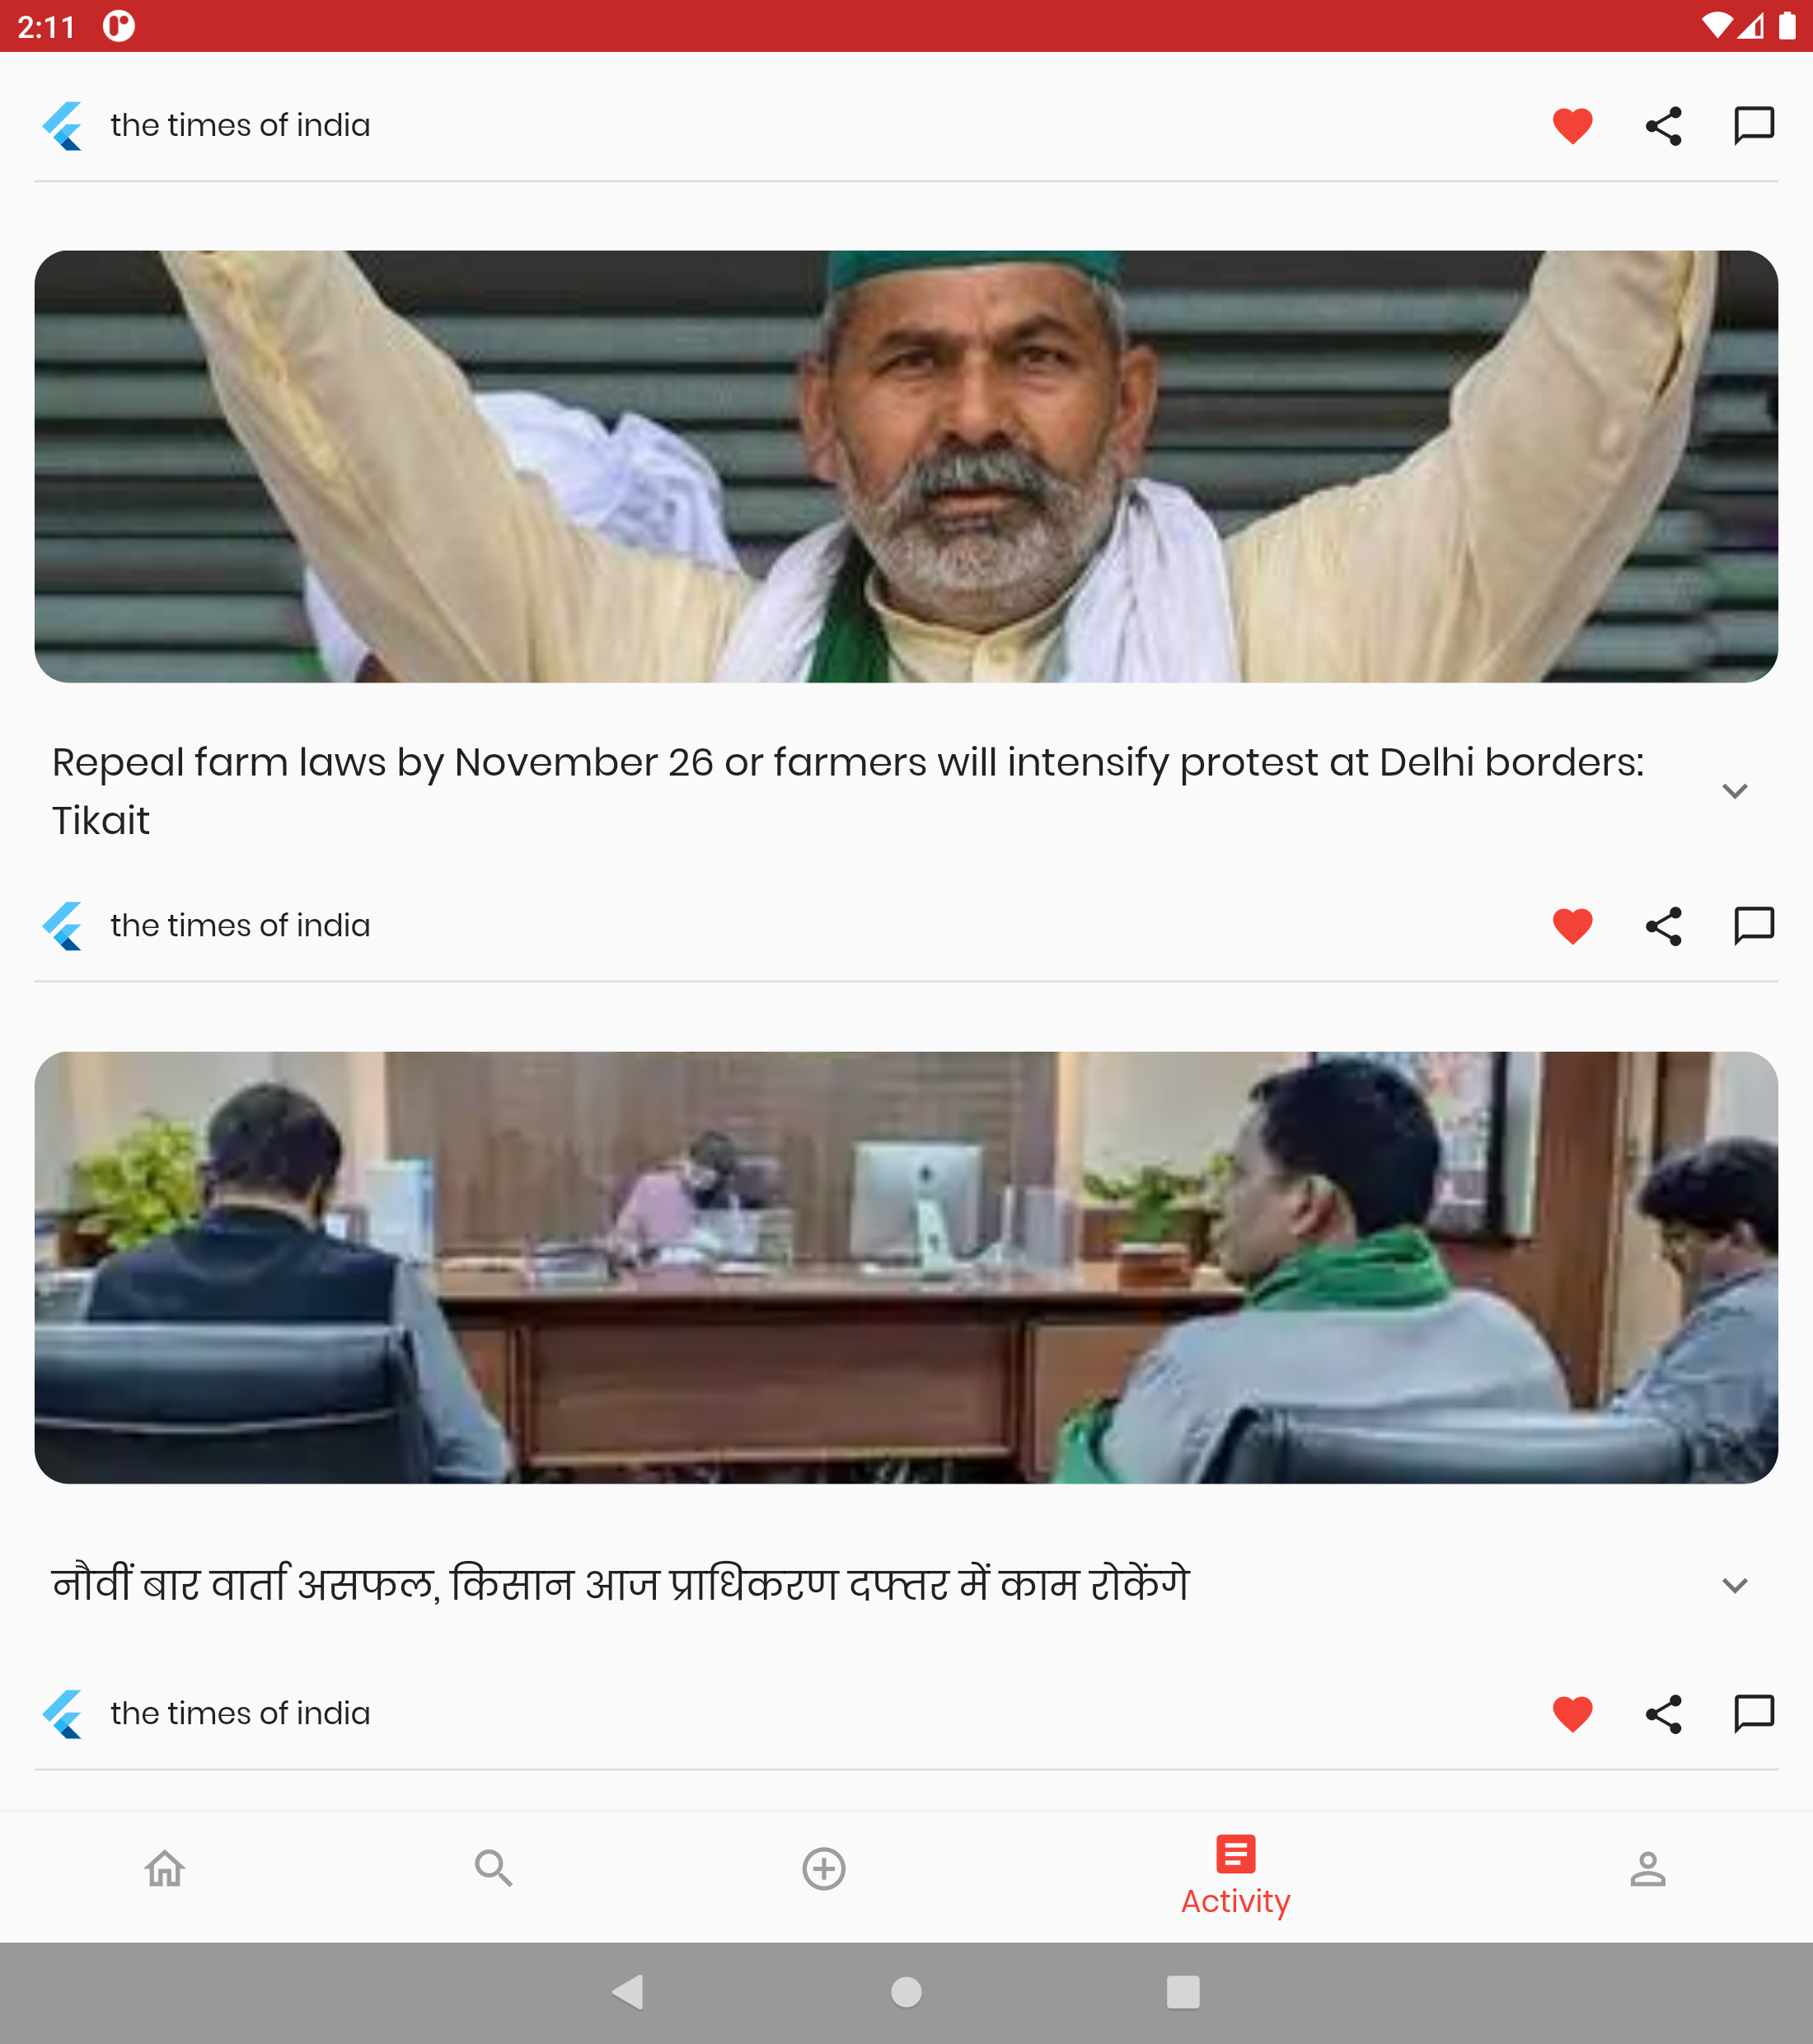 2:11
the times of india
Repeal farm laws by November 26 or farmers will intensify protest at Delhi borders:
Tikait
the times of india
नौवीं बार वार्ता असफल, किसान आज प्राधिकरण दफ्तर में काम रोकेंगे
the times of india
Activity